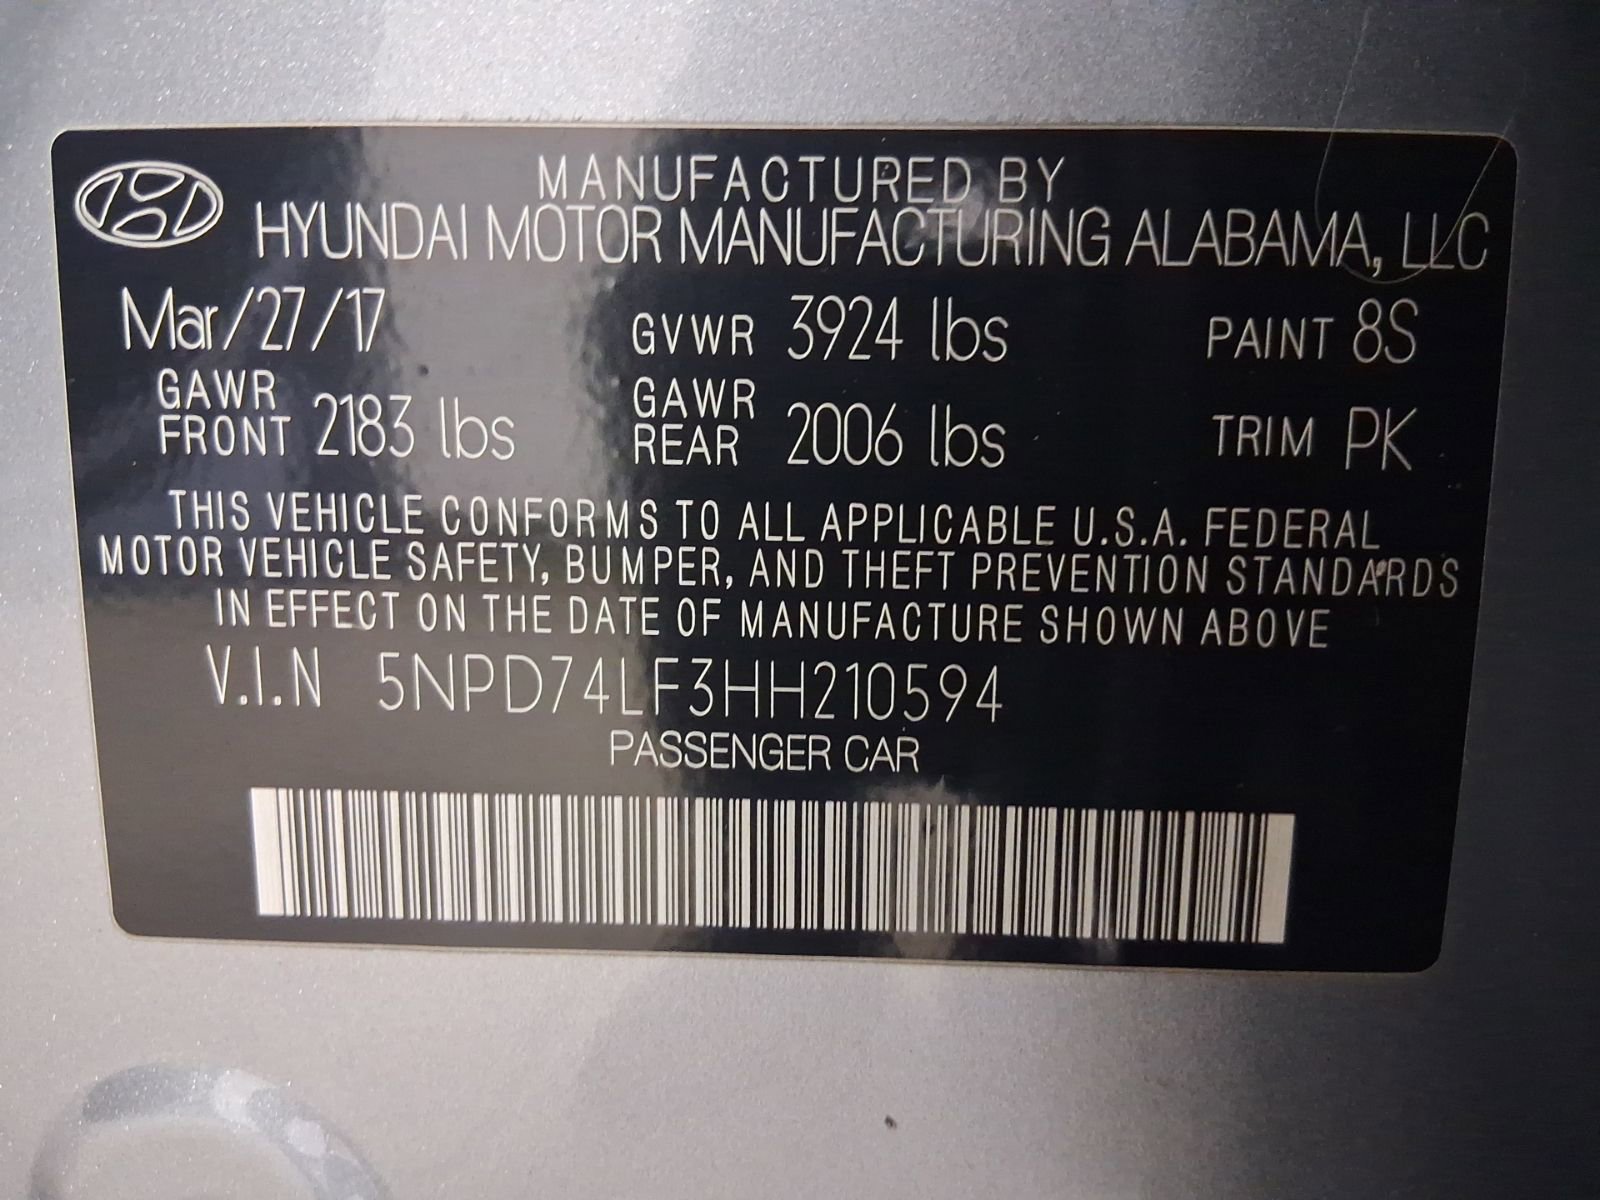 MANUFACTURED BY
HYUNDAI MOTOR MANUFACTURING ALABAMA, LLC
Mar/27/17 GVWR 3924 lbs PAINT 8S
GAWR FRONT 2183 lbs GAWR REAR 2006 lbs TRIM PK
THIS VEHICLE CONFORMS TO ALL APPLICABLE U.S.A. FEDERAL
MOTOR VEHICLE SAFETY, BUMPER, AND THEFT PREVENTION STANDARDS
IN EFFECT ON THE DATE OF MANUFACTURE SHOWN ABOVE
V.I.N 5NPD74LF3HH210594
PASSENGER CAR